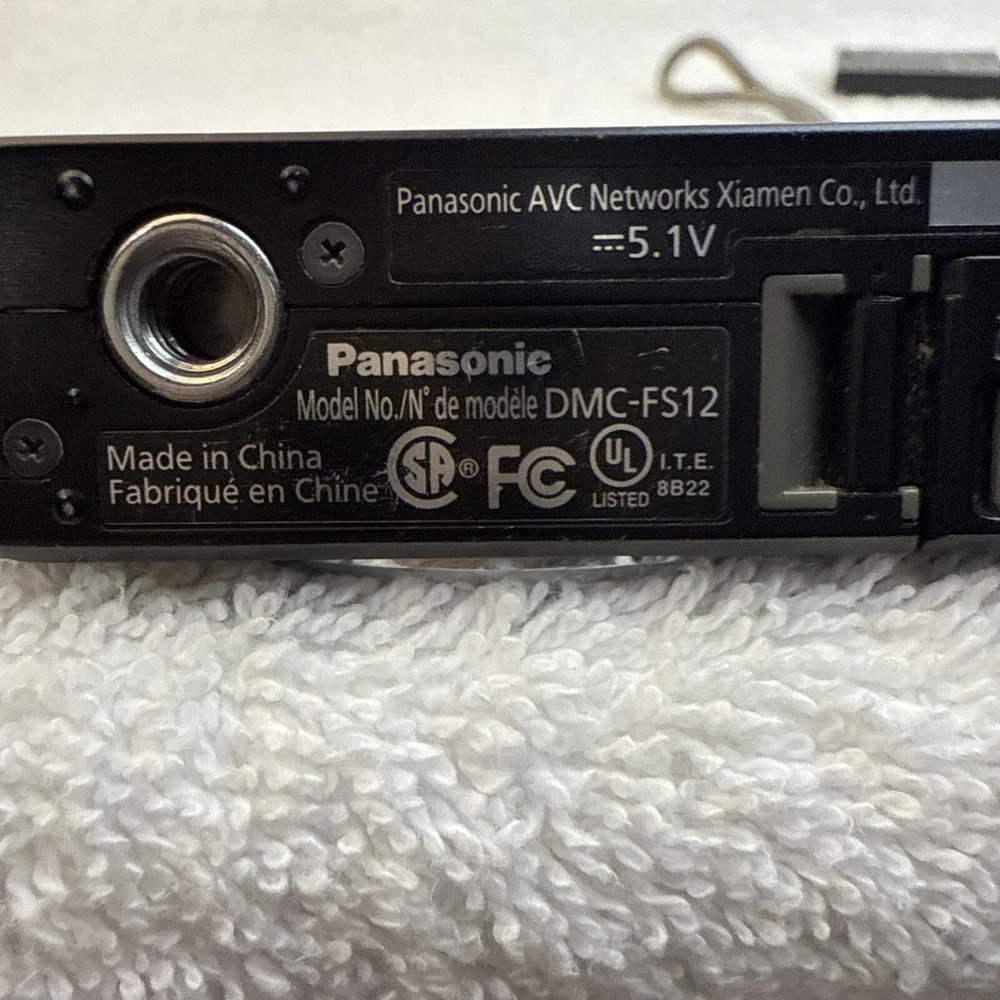 Panasonic AVC Networks Xiamen Co., Ltd.
⎓5.1V
Panasonic
Model No./N° de modèle DMC-FS12
Made in China
Fabriqué en Chine
SA®
FC
UL
LISTED
I.T.E.
8B22